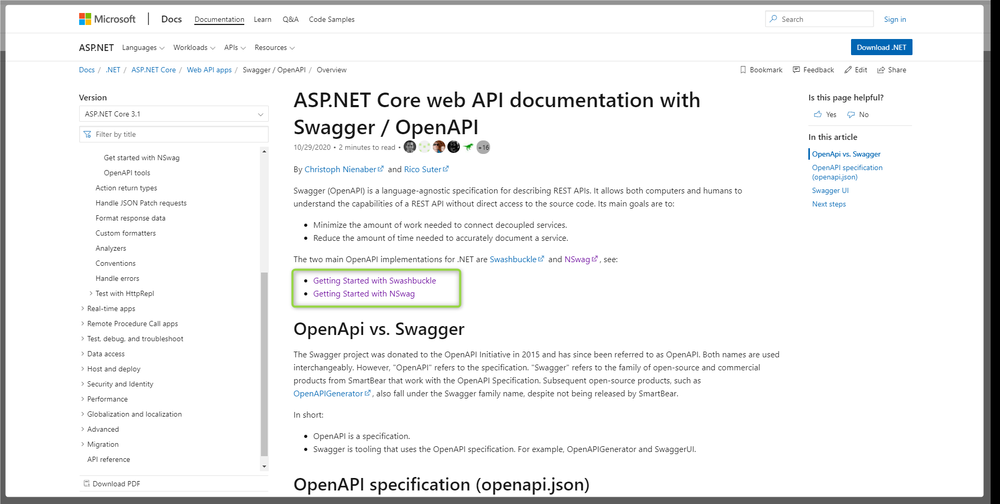 Microsoft
Docs
Documentation
Learn
Q&A
Code Samples
Search
Sign in
ASP.NET
Languages
Workloads
APIs
Resources
Download .NET
Docs / .NET / ASP.NET Core / Web API apps / Swagger / OpenAPI / Overview
Bookmark
Feedback
Edit
Share
Version
ASP.NET Core 3.1
Filter by title
Get started with NSwag
OpenAPI tools
Action return types
Handle JSON Patch requests
Format response data
Custom formatters
Analyzers
Conventions
Handle errors
Test with HttpRepl
Real-time apps
Remote Procedure Call apps
Test, debug, and troubleshoot
Data access
Host and deploy
Security and Identity
Performance
Globalization and localization
Advanced
Migration
API reference
Download PDF
ASP.NET Core web API documentation with
Swagger / OpenAPI
10/29/2020 • 2 minutes to read • +16
By Christoph Nienaber and Rico Suter
Swagger (OpenAPI) is a language-agnostic specification for describing REST APIs. It allows both computers and humans to
understand the capabilities of a REST API without direct access to the source code. Its main goals are to:
• Minimize the amount of work needed to connect decoupled services.
• Reduce the amount of time needed to accurately document a service.
The two main OpenAPI implementations for .NET are Swashbuckle and NSwag, see:
• Getting Started with Swashbuckle
• Getting Started with NSwag
OpenApi vs. Swagger
The Swagger project was donated to the OpenAPI Initiative in 2015 and has since been referred to as OpenAPI. Both names are used
interchangeably. However, "OpenAPI" refers to the specification. "Swagger" refers to the family of open-source and commercial
products from SmartBear that work with the OpenAPI Specification. Subsequent open-source products, such as
OpenAPIGenerator, also fall under the Swagger family name, despite not being released by SmartBear.
In short:
• OpenAPI is a specification.
• Swagger is tooling that uses the OpenAPI specification. For example, OpenAPIGenerator and SwaggerUI.
OpenAPI specification (openapi.json)
Is this page helpful?
Yes
No
In this article
OpenApi vs. Swagger
OpenAPI specification
(openapi.json)
Swagger UI
Next steps